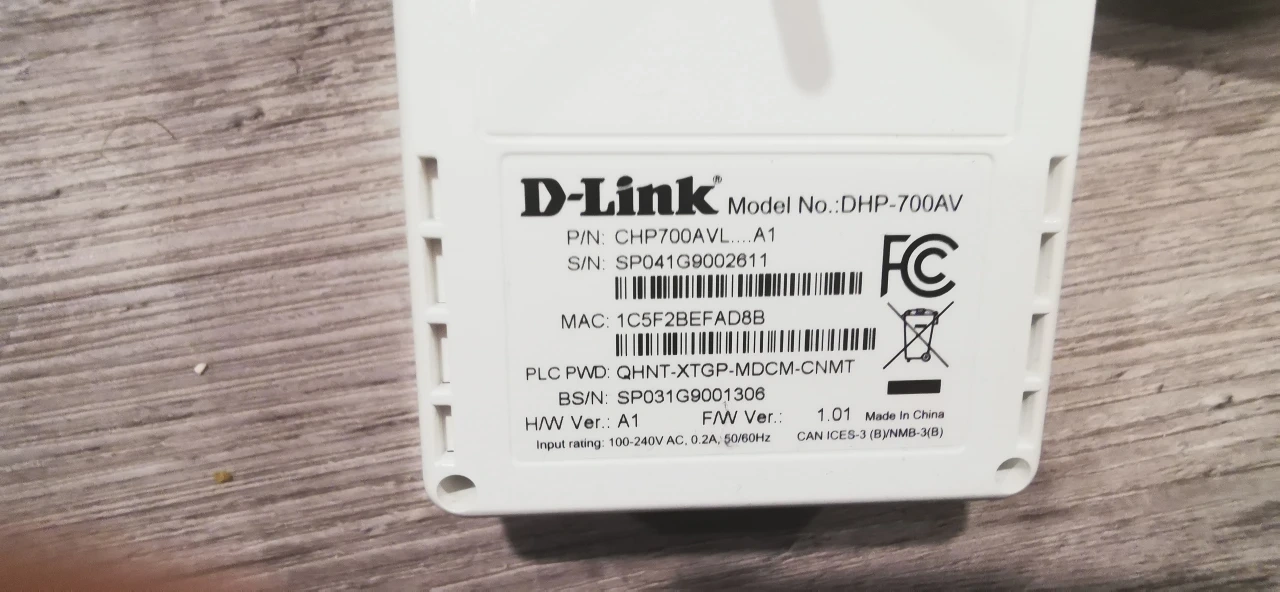 D-Link® Model No.:DHP-700AV
P/N: CHP700AVL....A1
S/N: SP041G9002611
FCC
MAC: 1C5F2BEFAD8B
PLC PWD: QHNT-XTGP-MDCM-CNMT
BS/N: SP031G9001306
H/W Ver.: A1 F/W Ver.: 1.01 Made In China
Input rating: 100-240V AC, 0.2A, 50/60Hz CAN ICES-3 (B)/NMB-3(B)